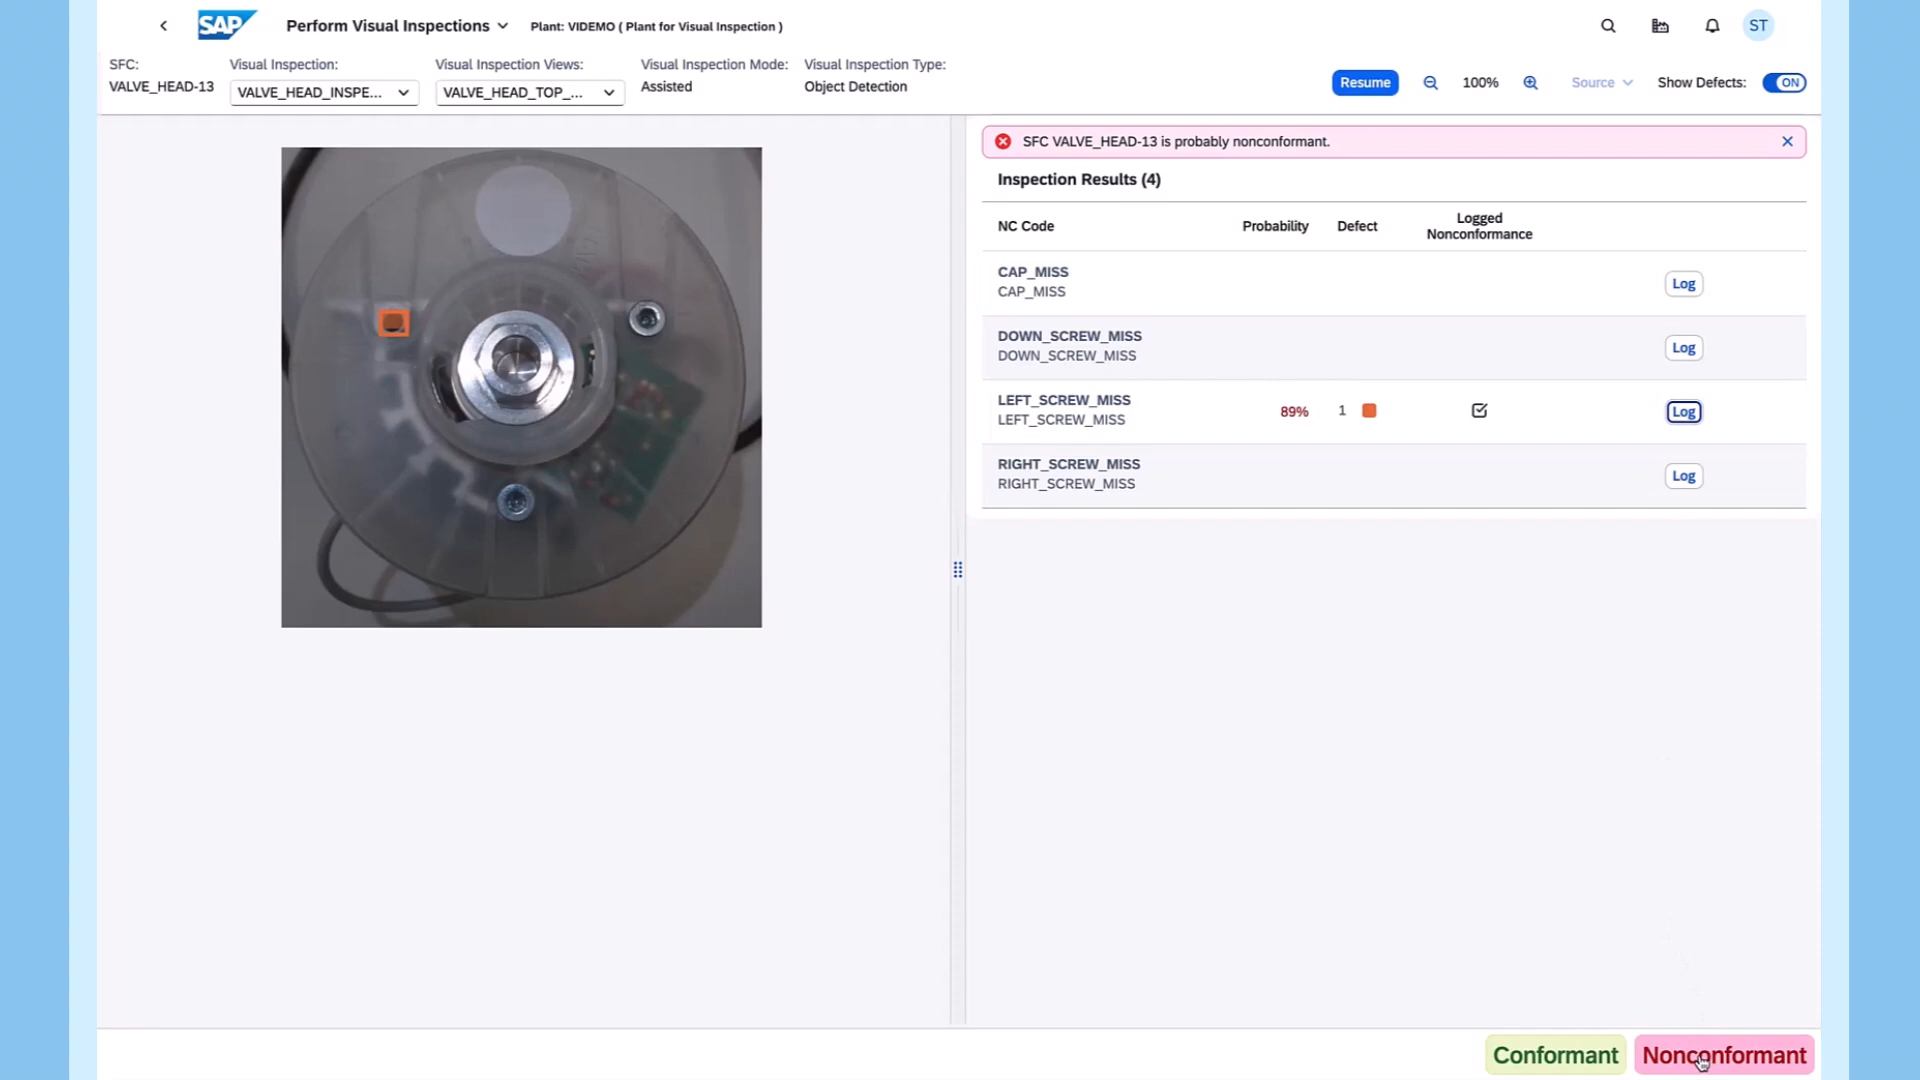 SAP
Perform Visual Inspections
Plant: VIDEMO ( Plant for Visual Inspection )
ST
SFC:
VALVE_HEAD-13
Visual Inspection:
VALVE_HEAD_INSPE...
Visual Inspection Views:
VALVE_HEAD_TOP_...
Visual Inspection Mode:
Assisted
Visual Inspection Type:
Object Detection
Resume
100%
Source
Show Defects:
ON
SFC VALVE_HEAD-13 is probably nonconformant.
Inspection Results (4)
NC Code
Probability
Defect
Logged
Nonconformance
CAP_MISS
CAP_MISS
Log
DOWN_SCREW_MISS
DOWN_SCREW_MISS
Log
LEFT_SCREW_MISS
LEFT_SCREW_MISS
89%
1
Log
RIGHT_SCREW_MISS
RIGHT_SCREW_MISS
Log
Conformant
Nonconformant